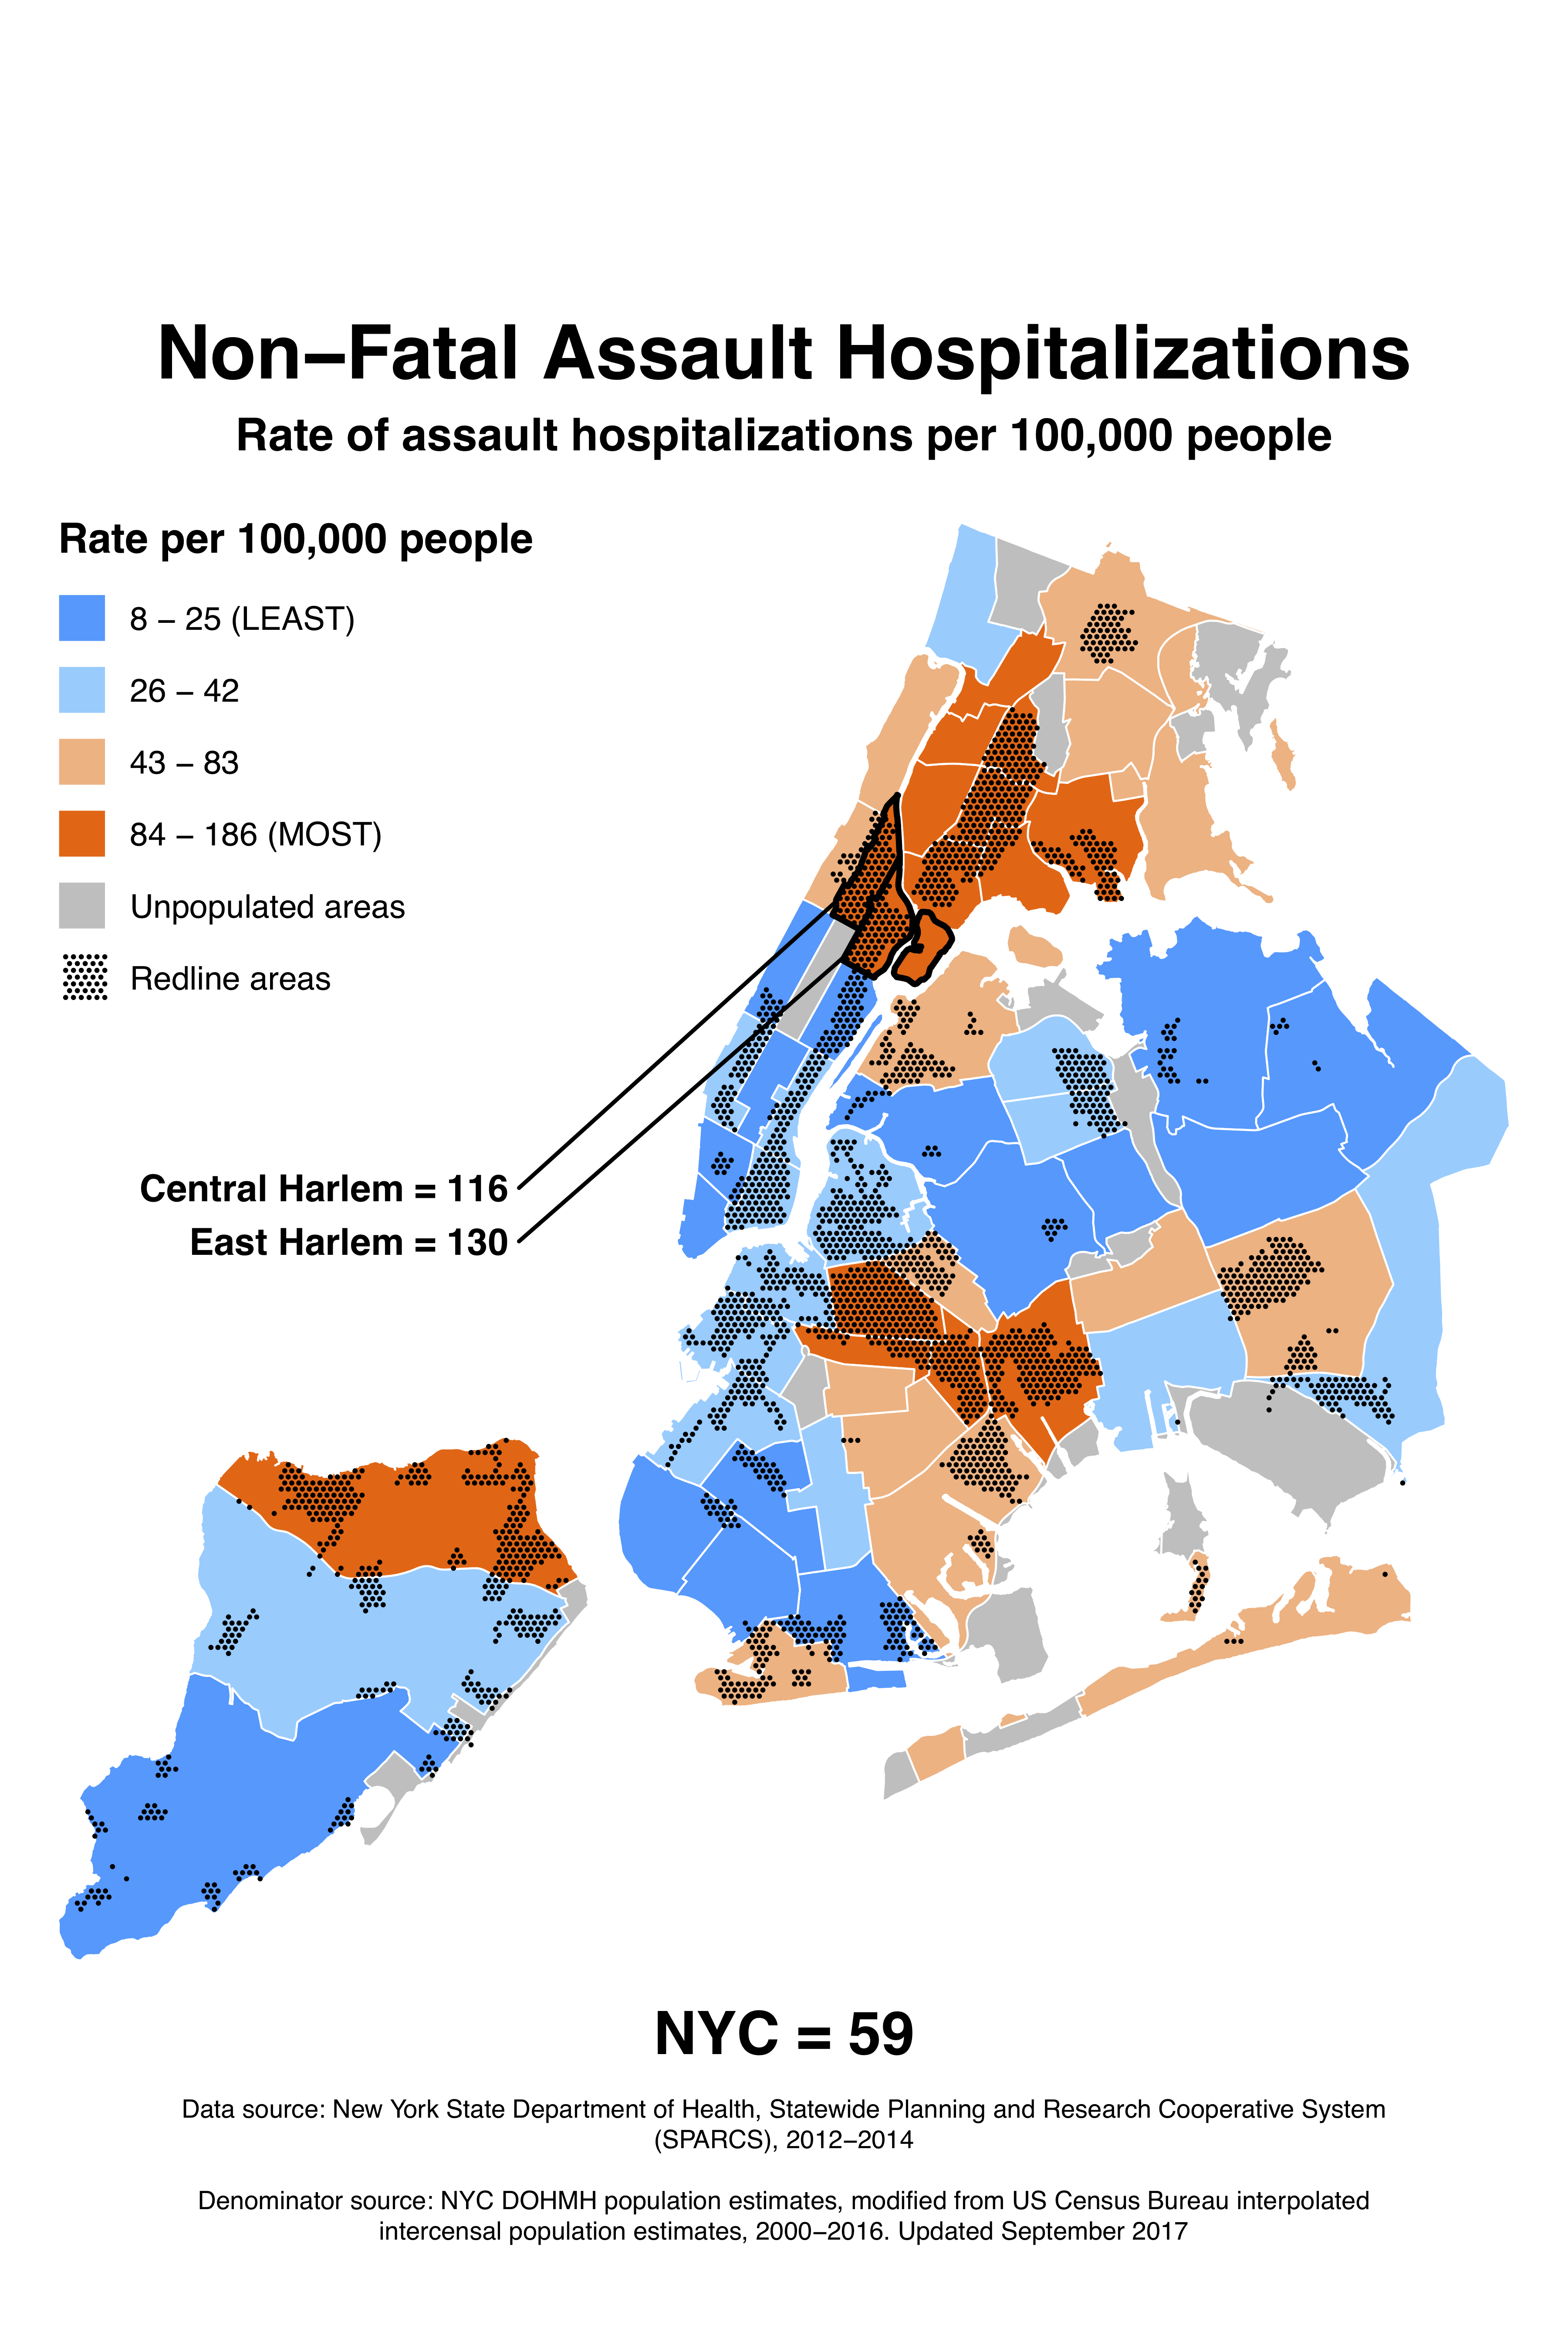 Non−Fatal Assault Hospitalizations
Rate of assault hospitalizations per 100,000 people
Rate per 100,000 people
8 − 25 (LEAST)
26 − 42
43 − 83
84 − 186 (MOST)
Unpopulated areas
Redline areas
Central Harlem = 116
East Harlem = 130
NYC = 59
Data source: New York State Department of Health, Statewide Planning and Research Cooperative System
(SPARCS), 2012−2014
Denominator source: NYC DOHMH population estimates, modified from US Census Bureau interpolated
intercensal population estimates, 2000−2016. Updated September 2017